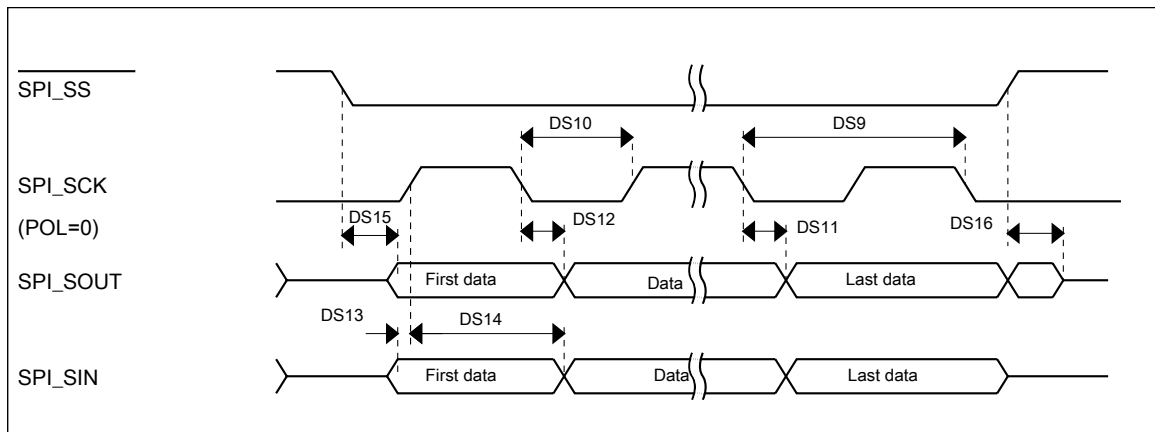 SPI_SS
DS10
DS9
SPI_SCK
(POL=0)
DS15
DS12
DS11
DS16
SPI_SOUT
First data
Data
Last data
DS13
DS14
SPI_SIN
First data
Data
Last data